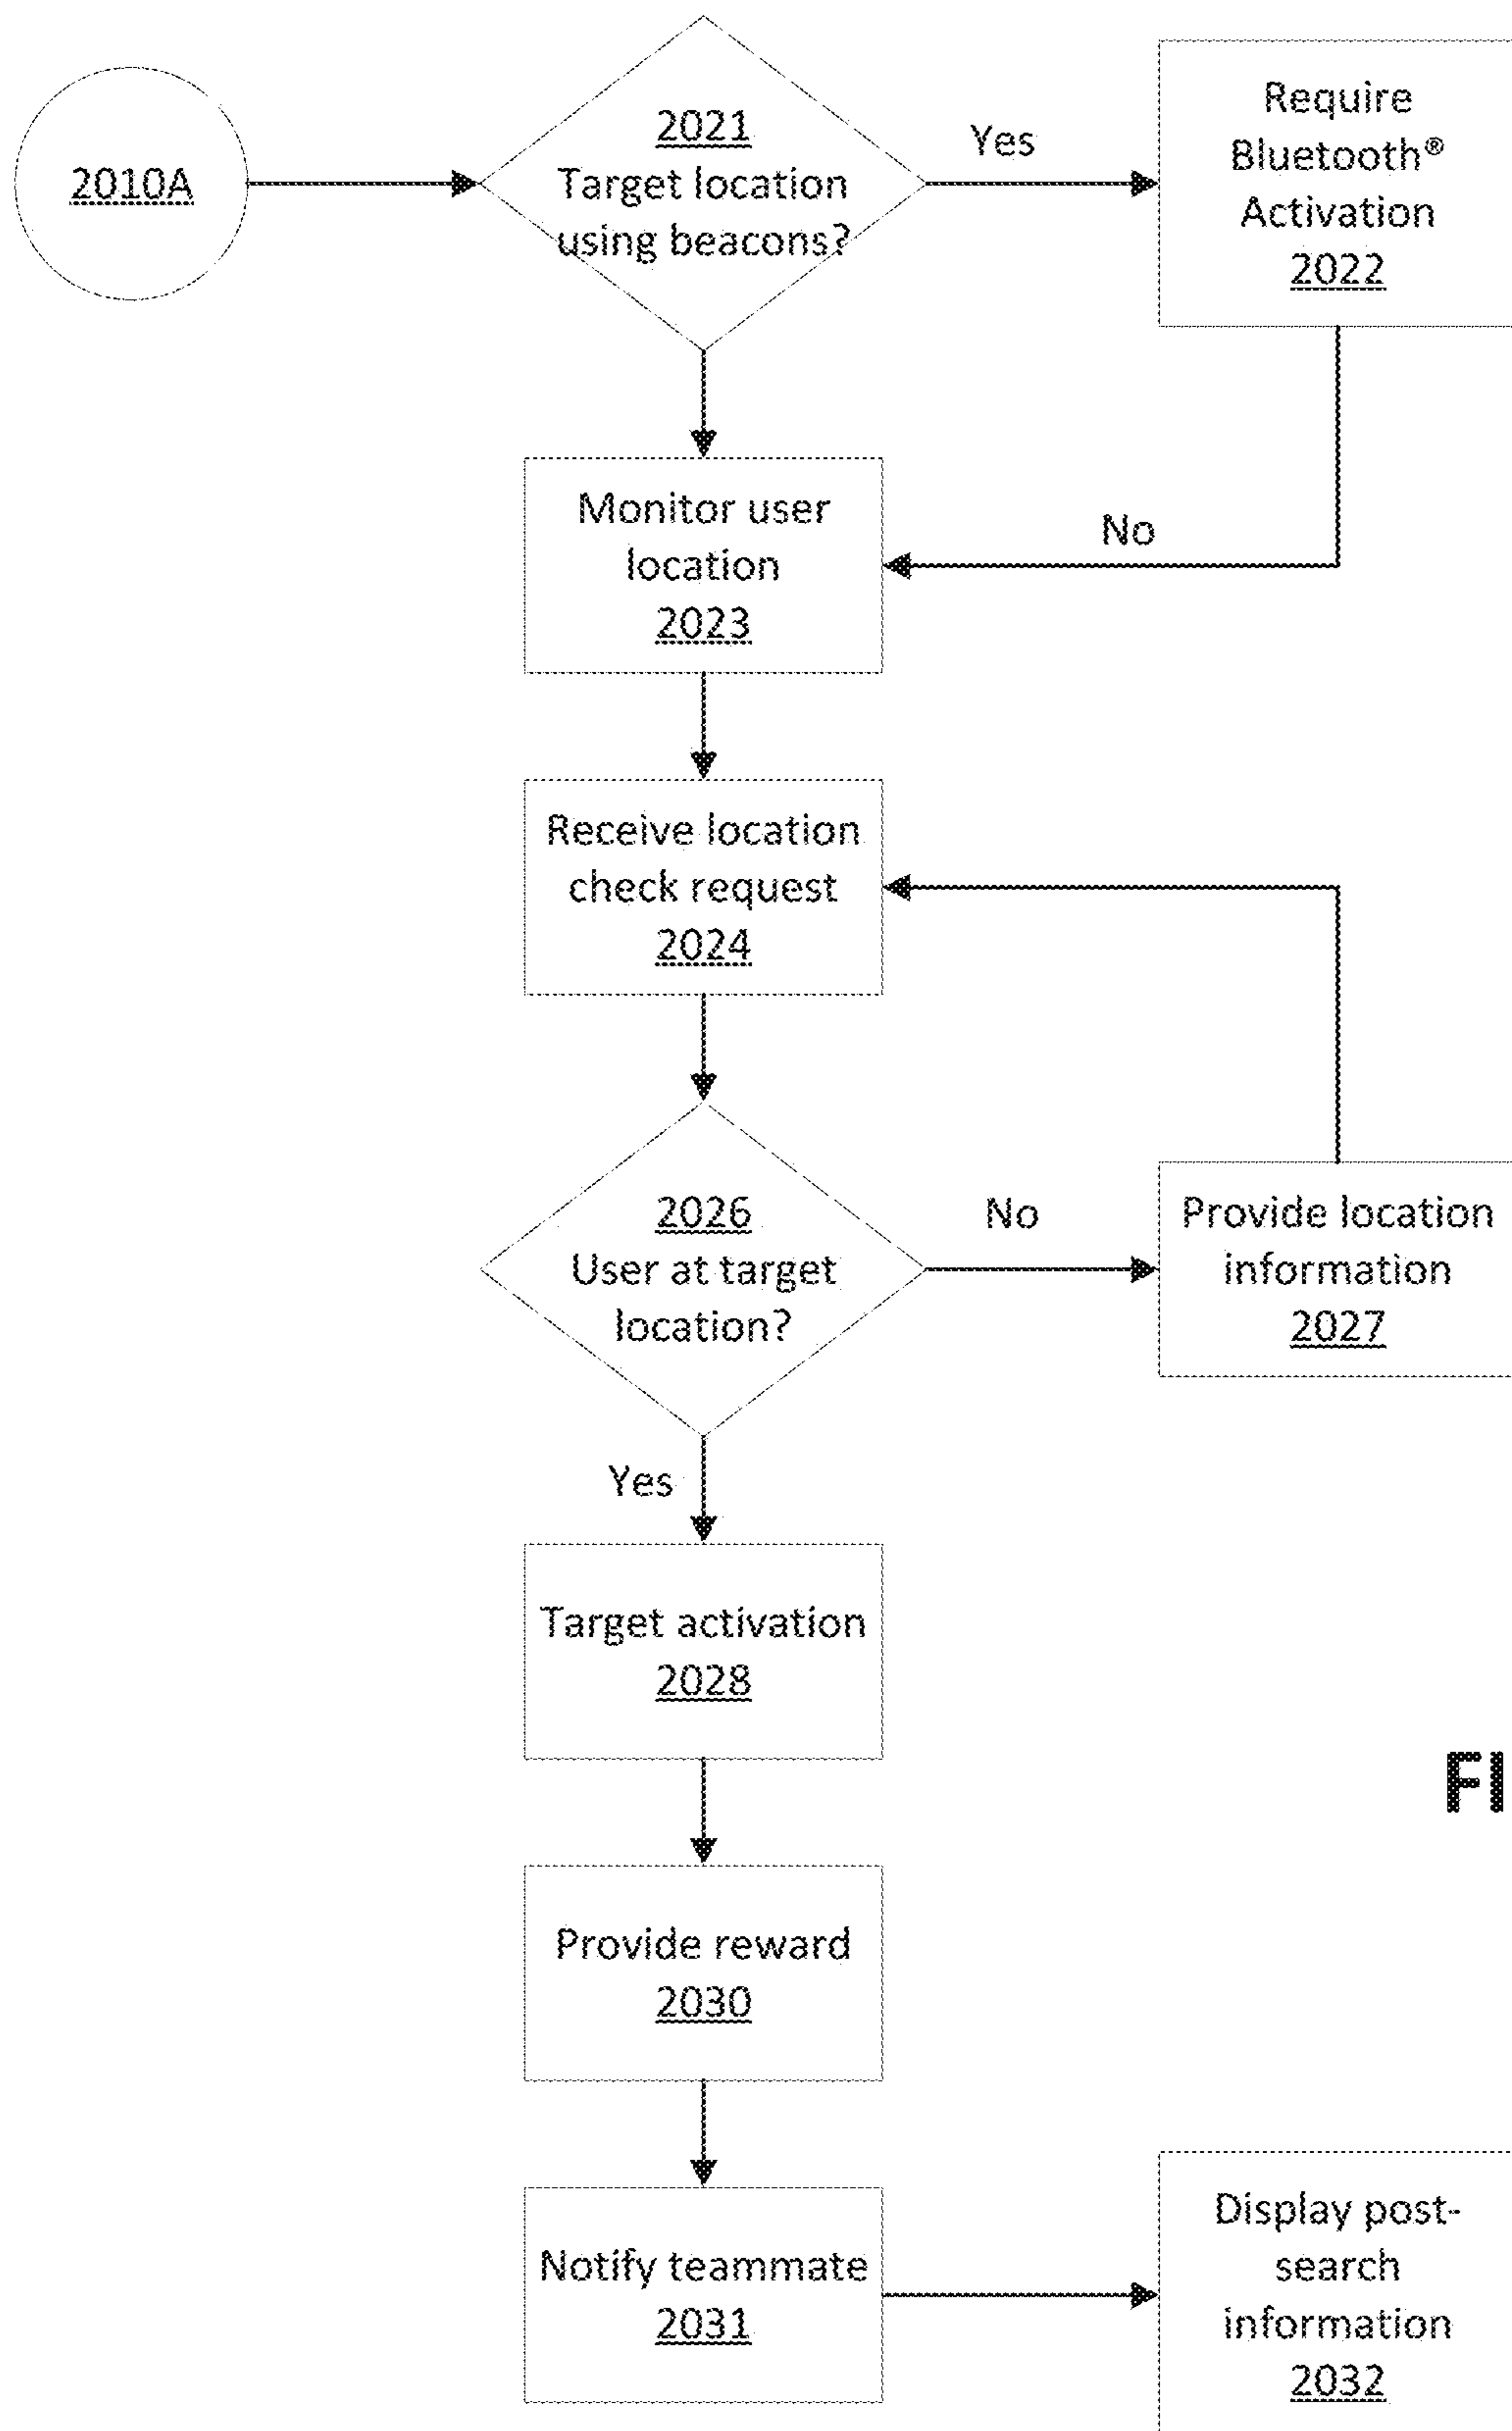 2010A
2021
Target location
using beacons?
Yes
Require
Bluetooth®
Activation
2022
Monitor user
location
2023
No
Receive location
check request
2024
2026
User at target
location?
No
Provide location
information
2027
Yes
Target activation
2028
FI
Provide reward
2030
Notify teammate
2031
Display post-
search
information
2032